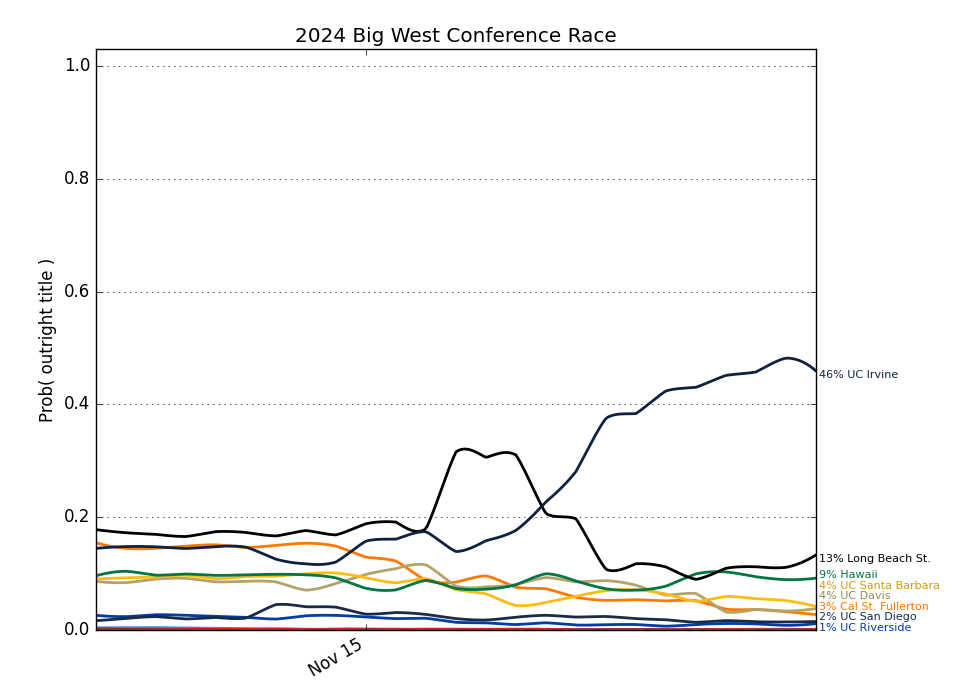 2024 Big West Conference Race
Prob( outright title )
1.0
0.8
0.6
0.4
0.2
0.0
Nov 15
46% UC Irvine
13% Long Beach St.
9% Hawaii
4% UC Santa Barbara
4% UC Davis
3% Cal St. Fullerton
2% UC San Diego
1% UC Riverside